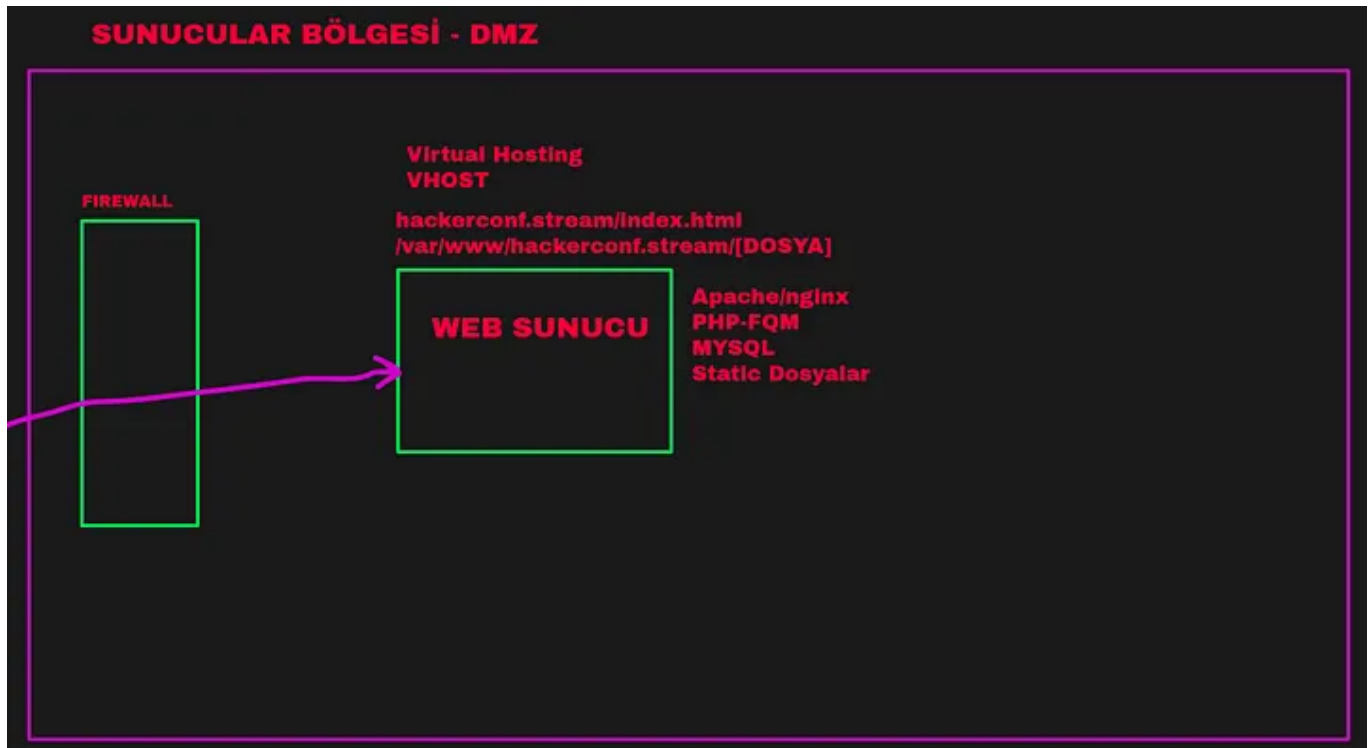 SUNUCULAR BÖLGESİ - DMZ
Virtual Hosting
VHOST
FIREWALL
hackerconf.stream/index.html
/var/www/hackerconf.stream/[DOSYA]
WEB SUNUCU
Apache/nginx
PHP-FQM
MYSQL
Static Dosyalar